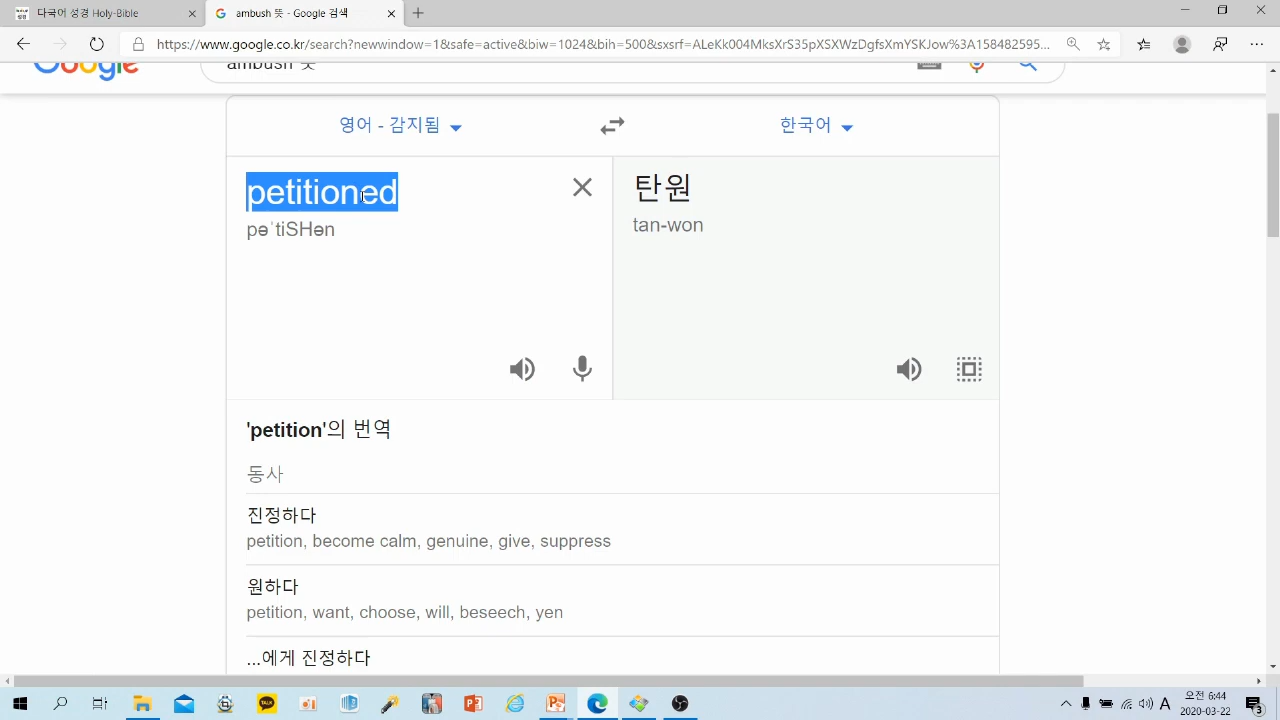 다국어 성경 Holy-Bible
ambush 뜻 - Google 검색
https://www.google.co.kr/search?newwindow=1&safe=active&biw=1024&bih=500&sxsrf=ALeKk004MksXrS35pXSXWzDgfsXmYSKJow%3A158482595...
Google
ambush 뜻
영어 - 감지됨
한국어
petitioned
탄원
pəˈtiSHən
tan-won
'petition'의 번역
동사
진정하다
petition, become calm, genuine, give, suppress
원하다
petition, want, choose, will, beseech, yen
...에게 진정하다
TALK
A
오전 6:44
2020-03-22
3